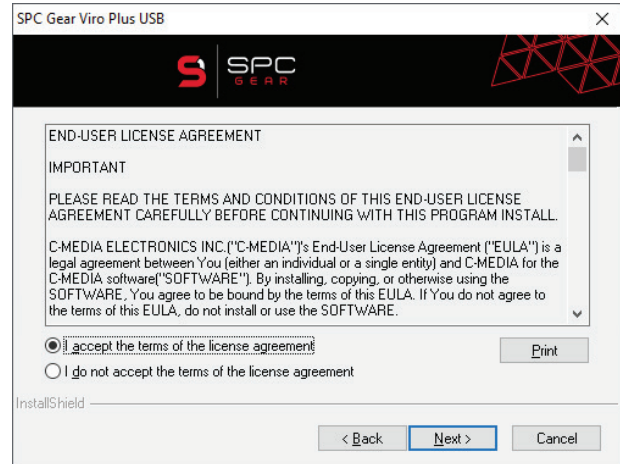 SPC Gear Viro Plus USB
SPC
GEAR
END-USER LICENSE AGREEMENT
IMPORTANT
PLEASE READ THE TERMS AND CONDITIONS OF THIS END-USER LICENSE
AGREEMENT CAREFULLY BEFORE CONTINUING WITH THIS PROGRAM INSTALL.
C-MEDIA ELECTRONICS INC.("C-MEDIA")'s End-User License Agreement ("EULA") is a
legal agreement between You (either an individual or a single entity) and C-MEDIA for the
C-MEDIA software("SOFTWARE"). By installing, copying, or otherwise using the
SOFTWARE, You agree to be bound by the terms of this EULA. If You do not agree to
the terms of this EULA, do not install or use the SOFTWARE.
I accept the terms of the license agreement
Print
I do not accept the terms of the license agreement
InstallShield
< Back
Next >
Cancel